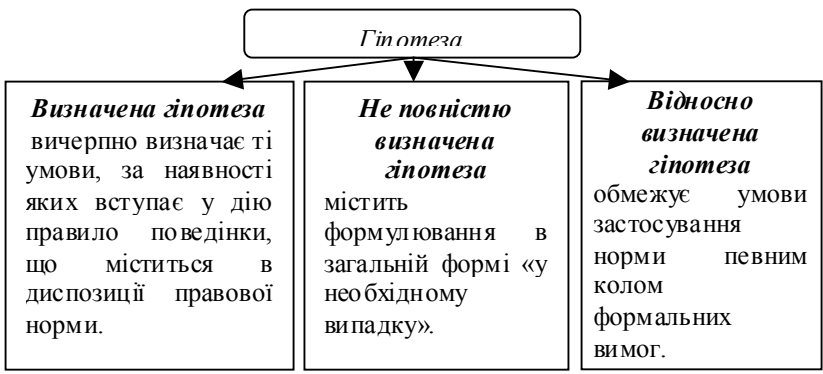 Гіпотеза
Визначена гіпотеза
вичерпно визначає ті
умови, за наявності
яких вступає у дію
правило поведінки,
що міститься в
диспозиції правової
норми.
Не повністю
визначена
гіпотеза
містить
формулювання в
загальній формі «у
необхідному
випадку».
Відносно
визначена
гіпотеза
обмежує умови
застосування
норми певним
колом
формальних
вимог.